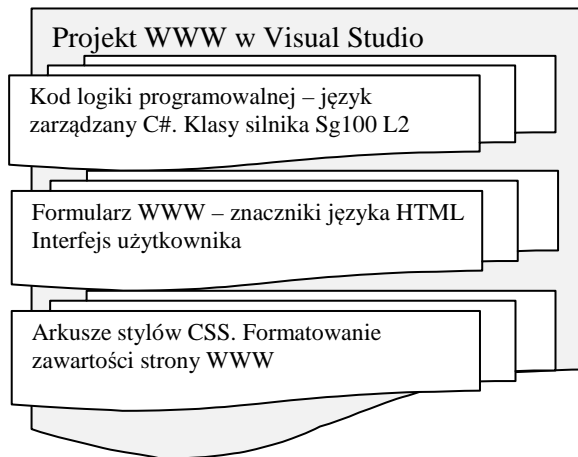 Projekt WWW w Visual Studio
Kod logiki programowalnej – język
zarządzany C#. Klasy silnika Sg100 L2
Formularz WWW – znaczniki języka HTML
Interfejs użytkownika
Arkusze stylów CSS. Formatowanie
zawartości strony WWW